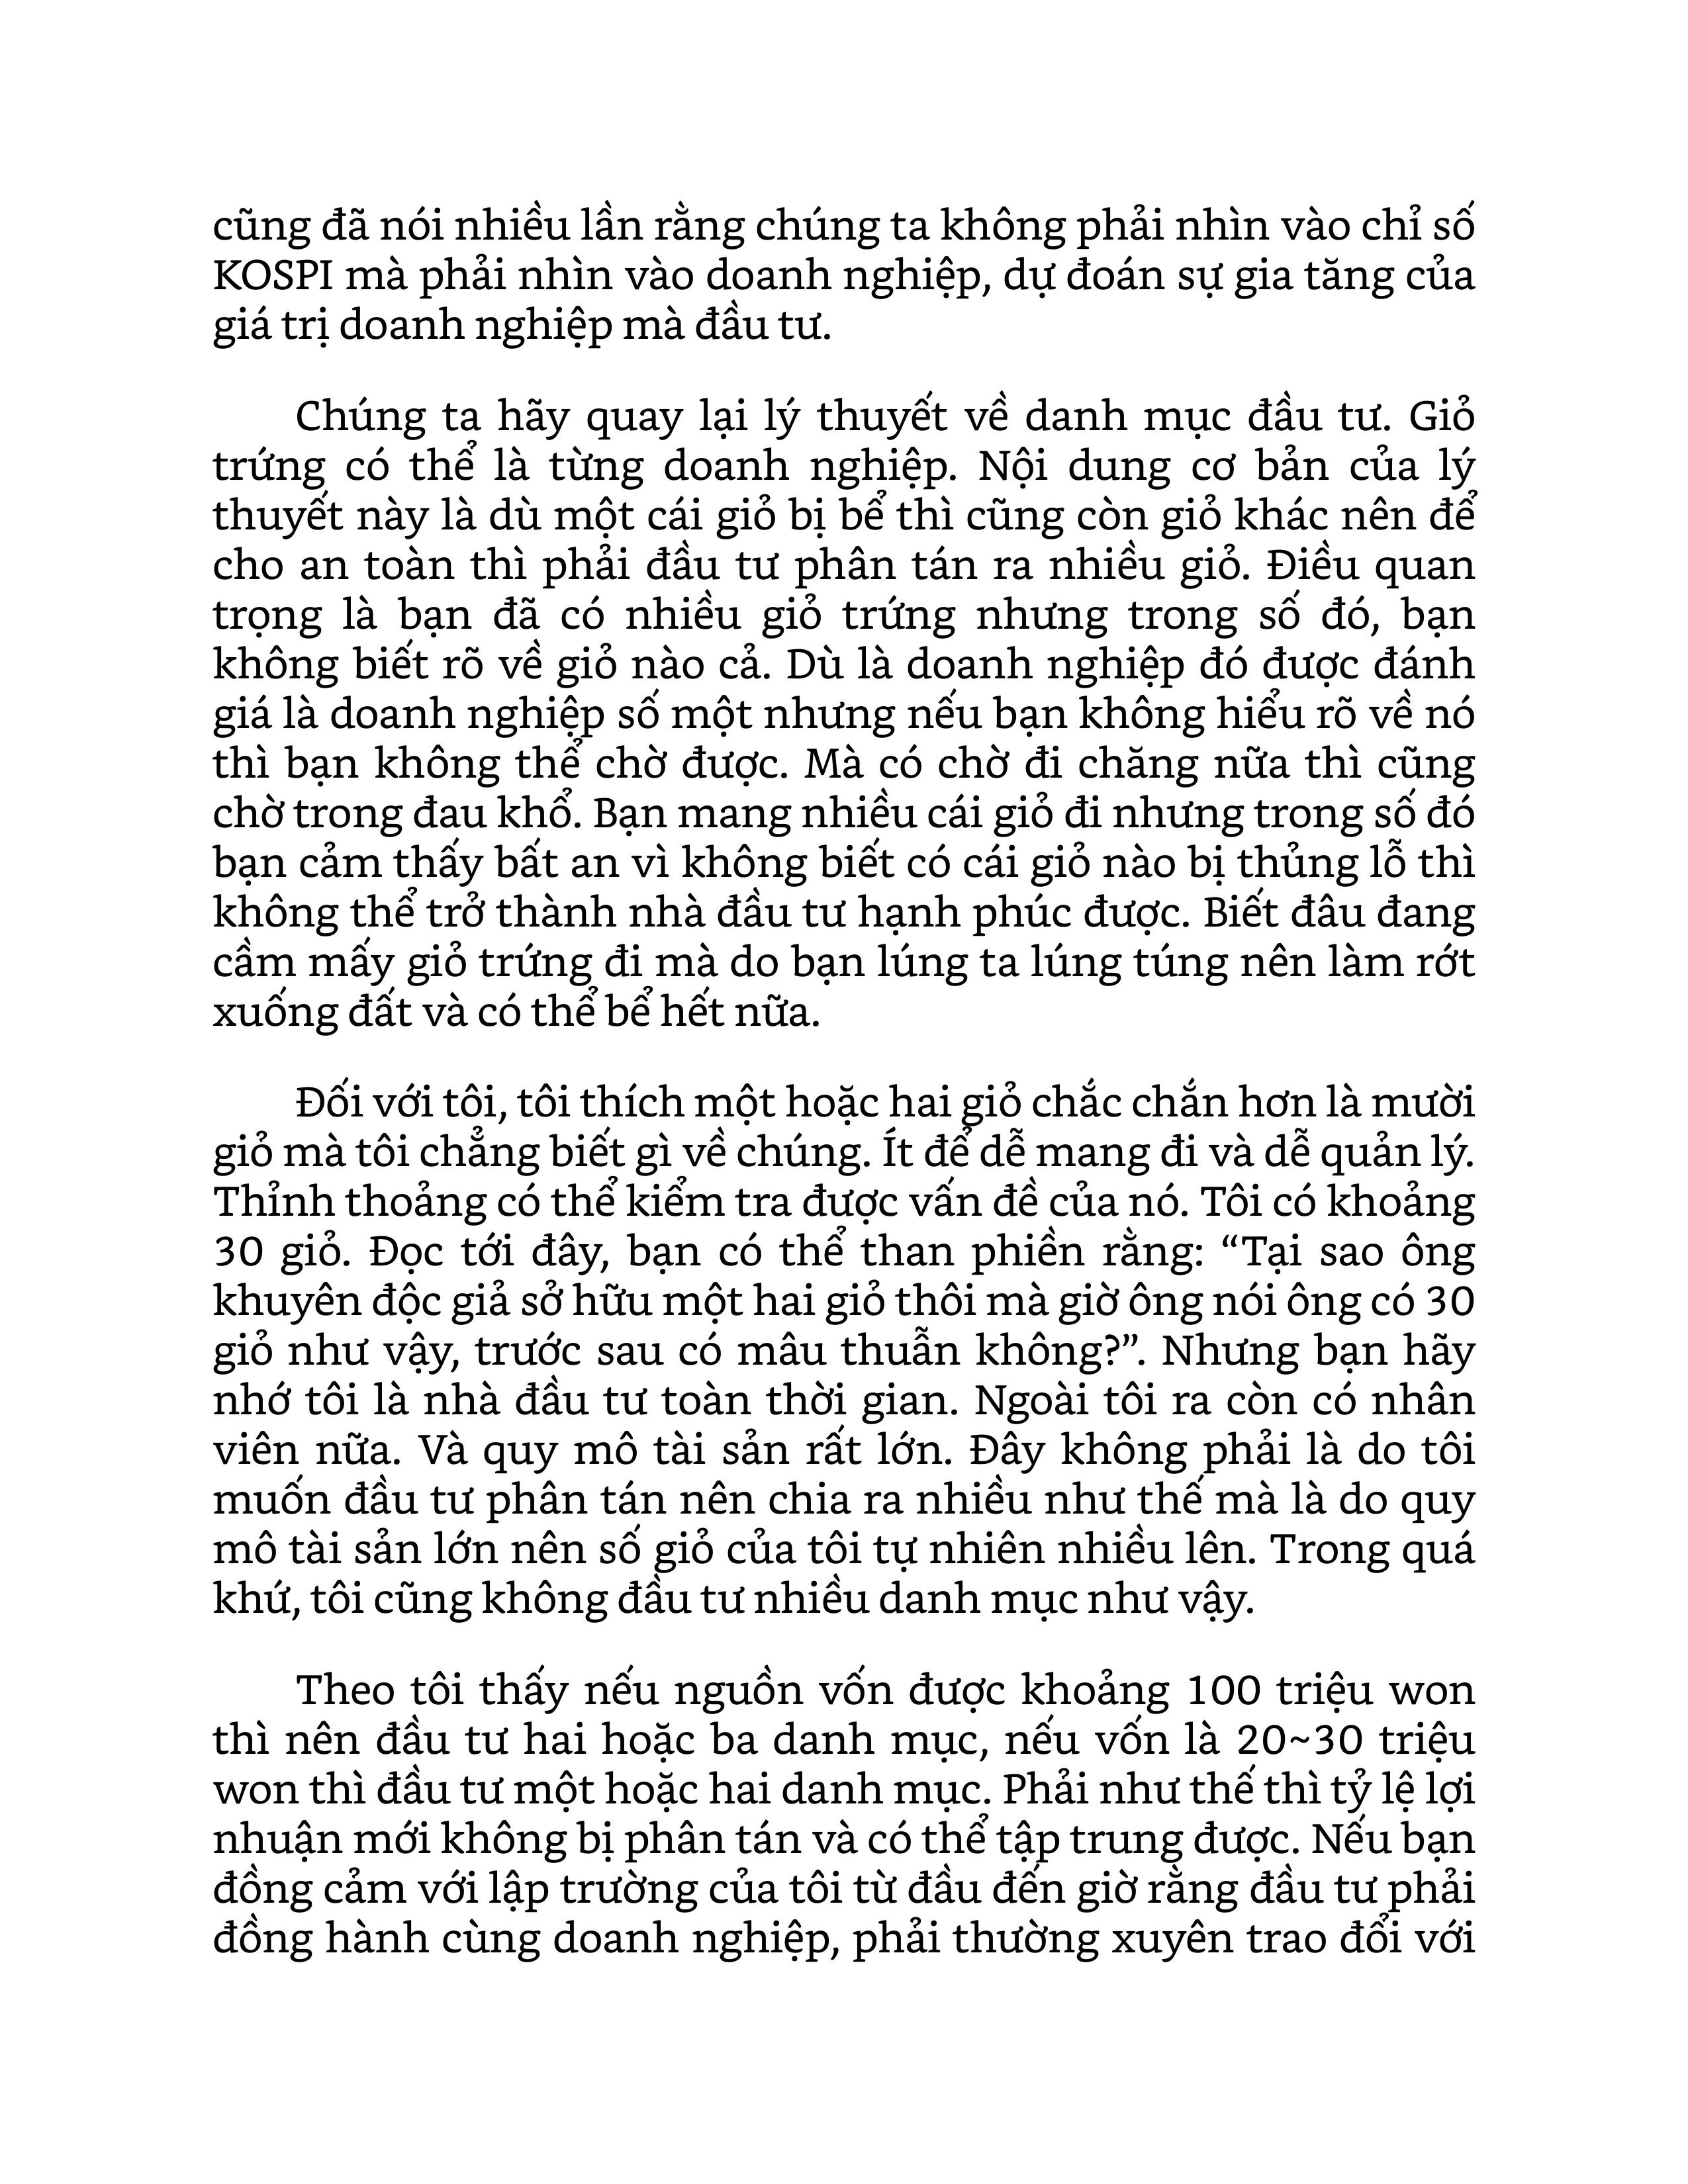 cũng đã nói nhiều lần rằng chúng ta không phải nhìn vào chỉ số
KOSPI mà phải nhìn vào doanh nghiệp, dự đoán sự gia tăng của
giá trị doanh nghiệp mà đầu tư.
Chúng ta hãy quay lại lý thuyết về danh mục đầu tư. Giỏ
trứng có thể là từng doanh nghiệp. Nội dung cơ bản của lý
thuyết này là dù một cái giỏ bị bể thì cũng còn giỏ khác nên để
cho an toàn thì phải đầu tư phân tán ra nhiều giỏ. Điều quan
trọng là bạn đã có nhiều giỏ trứng nhưng trong số đó, bạn
không biết rõ về giỏ nào cả. Dù là doanh nghiệp đó được đánh
giá là doanh nghiệp số một nhưng nếu bạn không hiểu rõ về nó
thì bạn không thể chờ được. Mà có chờ đi chăng nữa thì cũng
chờ trong đau khổ. Bạn mang nhiều cái giỏ đi nhưng trong số đó
bạn cảm thấy bất an vì không biết có cái giỏ nào bị thủng lỗ thì
không thể trở thành nhà đầu tư hạnh phúc được. Biết đâu đang
cầm mấy giỏ trứng đi mà do bạn lúng ta lúng túng nên làm rớt
xuống đất và có thể bể hết nữa.
Đối với tôi, tôi thích một hoặc hai giỏ chắc chắn hơn là mười
giỏ mà tôi chẳng biết gì về chúng. Ít để dễ mang đi và dễ quản lý.
Thỉnh thoảng có thể kiểm tra được vấn đề của nó. Tôi có khoảng
30 giỏ. Đọc tới đây, bạn có thể than phiền rằng: “Tại sao ông
khuyên độc giả sở hữu một hai giỏ thôi mà giờ ông nói ông có 30
giỏ như vậy, trước sau có mâu thuẫn không?”. Nhưng bạn hãy
nhớ tôi là nhà đầu tư toàn thời gian. Ngoài tôi ra còn có nhân
viên nữa. Và quy mô tài sản rất lớn. Đây không phải là do tôi
muốn đầu tư phân tán nên chia ra nhiều như thế mà là do quy
mô tài sản lớn nên số giỏ của tôi tự nhiên nhiều lên. Trong quá
khứ, tôi cũng không đầu tư nhiều danh mục như vậy.
Theo tôi thấy nếu nguồn vốn được khoảng 100 triệu won
thì nên đầu tư hai hoặc ba danh mục, nếu vốn là 20~30 triệu
won thì đầu tư một hoặc hai danh mục. Phải như thế thì tỷ lệ lợi
nhuận mới không bị phân tán và có thể tập trung được. Nếu bạn
đồng cảm với lập trường của tôi từ đầu đến giờ rằng đầu tư phải
đồng hành cùng doanh nghiệp, phải thường xuyên trao đổi với